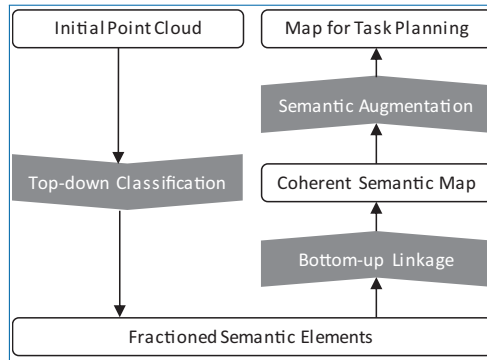 Initial Point Cloud
Map for Task Planning
Semantic Augmentation
Top-down Classification
Coherent Semantic Map
Bottom-up Linkage
Fractioned Semantic Elements